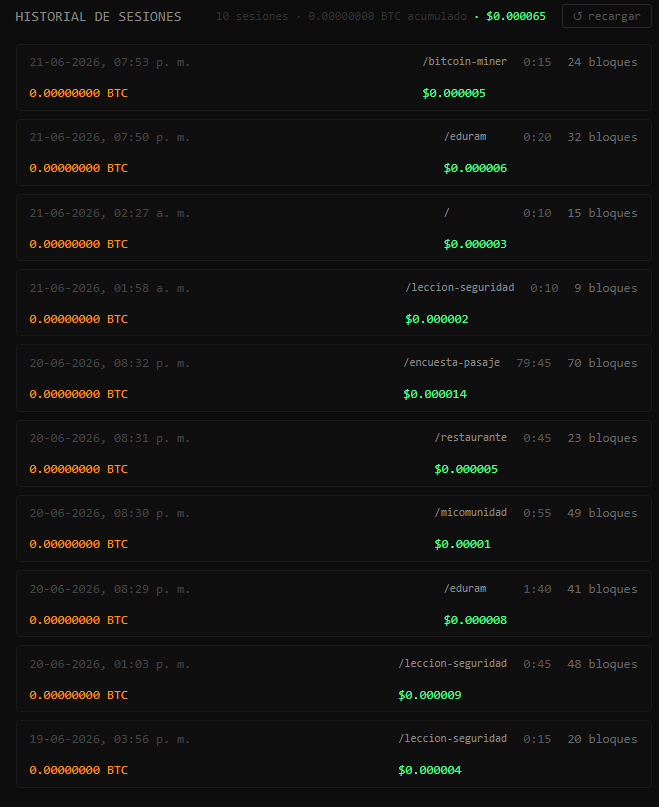 HISTORIAL DE SESIONES 10 sesiones · 0.00000000 BTC acumulado · $0.000065 ↺ recargar
21-06-2026, 07:53 p. m. /bitcoin-miner 0:15 24 bloques
0.00000000 BTC $0.000005
21-06-2026, 07:50 p. m. /eduram 0:20 32 bloques
0.00000000 BTC $0.000006
21-06-2026, 02:27 a. m. / 0:10 15 bloques
0.00000000 BTC $0.000003
21-06-2026, 01:58 a. m. /leccion-seguridad 0:10 9 bloques
0.00000000 BTC $0.000002
20-06-2026, 08:32 p. m. /encuesta-pasaje 79:45 70 bloques
0.00000000 BTC $0.000014
20-06-2026, 08:31 p. m. /restaurante 0:45 23 bloques
0.00000000 BTC $0.000005
20-06-2026, 08:30 p. m. /micomunidad 0:55 49 bloques
0.00000000 BTC $0.00001
20-06-2026, 08:29 p. m. /eduram 1:40 41 bloques
0.00000000 BTC $0.000008
20-06-2026, 01:03 p. m. /leccion-seguridad 0:45 48 bloques
0.00000000 BTC $0.000009
19-06-2026, 03:56 p. m. /leccion-seguridad 0:15 20 bloques
0.00000000 BTC $0.000004